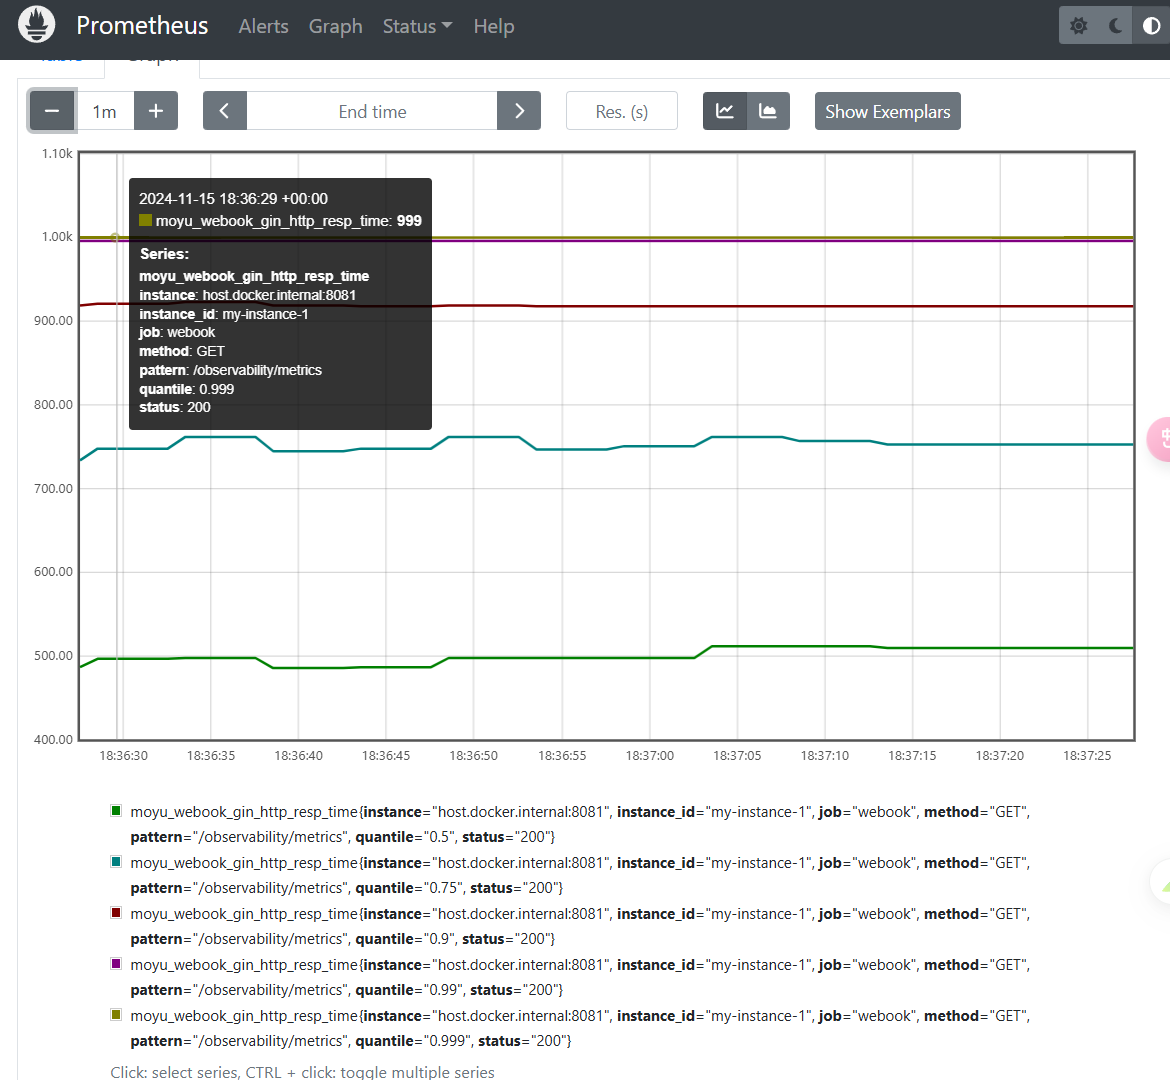 Prometheus Alerts Graph Status Help
Table Graph
1m End time Res. (s) Show Exemplars
1.10k
2024-11-15 18:36:29 +00:00
moyu_webook_gin_http_resp_time: 999
Series:
moyu_webook_gin_http_resp_time
instance: host.docker.internal:8081
instance_id: my-instance-1
job: webook
method: GET
pattern: /observability/metrics
quantile: 0.999
status: 200
1.00k
900.00
800.00
700.00
600.00
500.00
400.00
18:36:30 18:36:35 18:36:40 18:36:45 18:36:50 18:36:55 18:37:00 18:37:05 18:37:10 18:37:15 18:37:20 18:37:25
moyu_webook_gin_http_resp_time{instance="host.docker.internal:8081", instance_id="my-instance-1", job="webook", method="GET",
pattern="/observability/metrics", quantile="0.5", status="200"}
moyu_webook_gin_http_resp_time{instance="host.docker.internal:8081", instance_id="my-instance-1", job="webook", method="GET",
pattern="/observability/metrics", quantile="0.75", status="200"}
moyu_webook_gin_http_resp_time{instance="host.docker.internal:8081", instance_id="my-instance-1", job="webook", method="GET",
pattern="/observability/metrics", quantile="0.9", status="200"}
moyu_webook_gin_http_resp_time{instance="host.docker.internal:8081", instance_id="my-instance-1", job="webook", method="GET",
pattern="/observability/metrics", quantile="0.99", status="200"}
moyu_webook_gin_http_resp_time{instance="host.docker.internal:8081", instance_id="my-instance-1", job="webook", method="GET",
pattern="/observability/metrics", quantile="0.999", status="200"}
Click: select series, CTRL + click: toggle multiple series